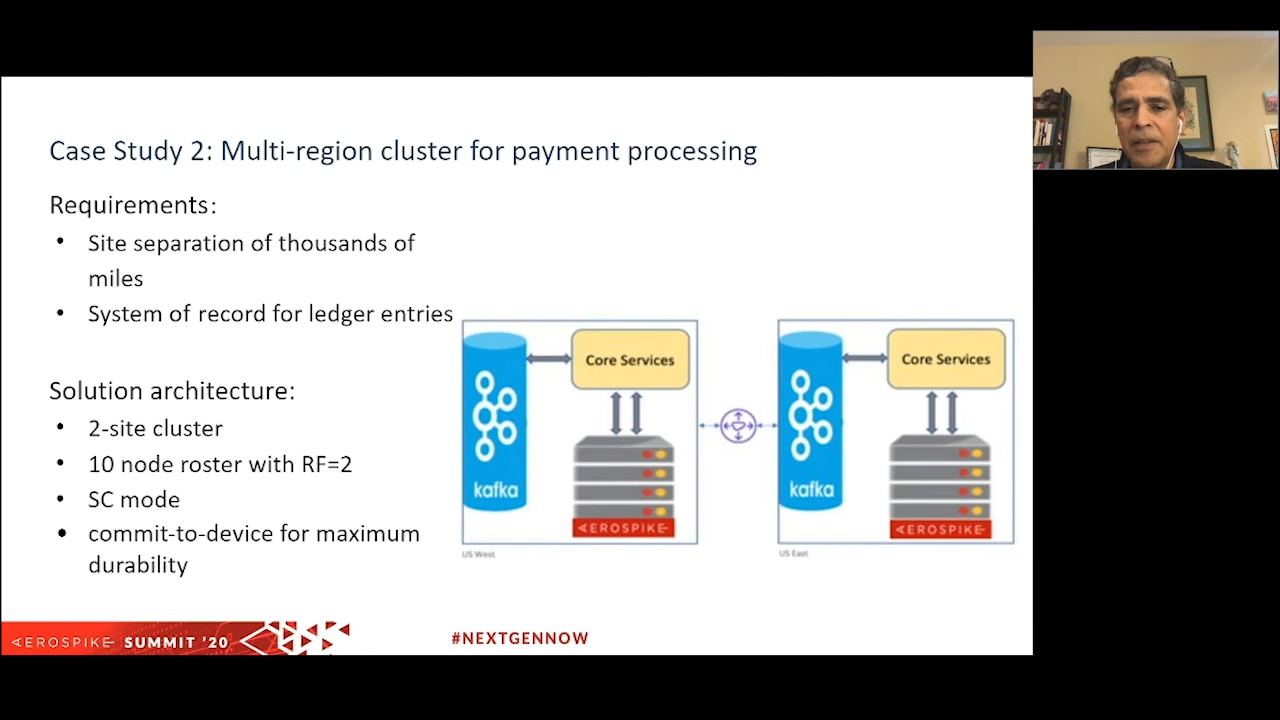 Case Study 2: Multi-region cluster for payment processing
Requirements:
• Site separation of thousands of
miles
• System of record for ledger entries
Solution architecture:
• 2-site cluster
• 10 node roster with RF=2
• SC mode
• commit-to-device for maximum
durability
Core Services
kafka
AEROSPIKE
US West
Core Services
kafka
AEROSPIKE
US East
AEROSPIKE SUMMIT '20
#NEXTGENNOW